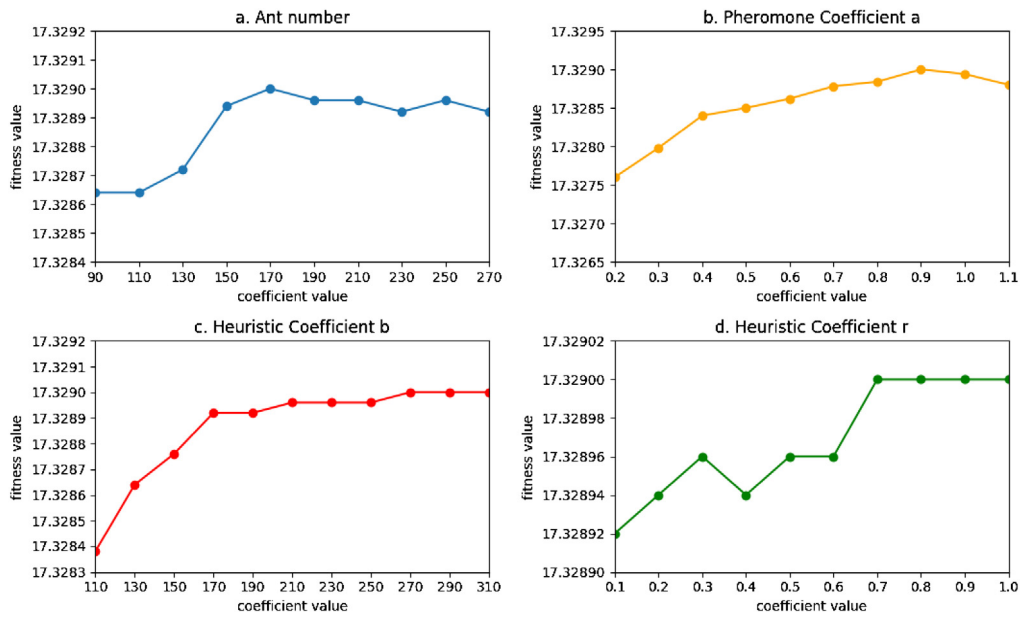 a. Ant number
17.3292
17.3291
17.3290
17.3289
17.3288
17.3287
17.3286
17.3285
17.3284
fitness value
90 110 130 150 170 190 210 230 250 270
coefficient value
b. Pheromone Coefficient a
17.3295
17.3290
17.3285
17.3280
17.3275
17.3270
17.3265
fitness value
0.2 0.3 0.4 0.5 0.6 0.7 0.8 0.9 1.0 1.1
coefficient value
c. Heuristic Coefficient b
17.3292
17.3291
17.3290
17.3289
17.3288
17.3287
17.3286
17.3285
17.3284
17.3283
fitness value
110 130 150 170 190 210 230 250 270 290 310
coefficient value
d. Heuristic Coefficient r
17.32902
17.32900
17.32898
17.32896
17.32894
17.32892
17.32890
fitness value
0.1 0.2 0.3 0.4 0.5 0.6 0.7 0.8 0.9 1.0
coefficient value